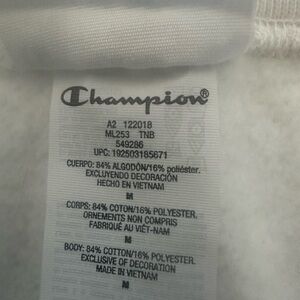 Champion®
A2 122018
ML253 TNB
549286
UPC: 192503185671
CUERPO: 84% ALGODÓN/16% poliéster.
EXCLUYENDO DECORACIÓN
HECHO EN VIETNAM
M
CORPS: 84% COTON/16% POLYESTER.
ORNEMENTS NON COMPRIS
FABRIQUÉ AU VIÊT-NAM
M
BODY: 84% COTTON/16% POLYESTER.
EXCLUSIVE OF DECORATION
MADE IN VIETNAM
M